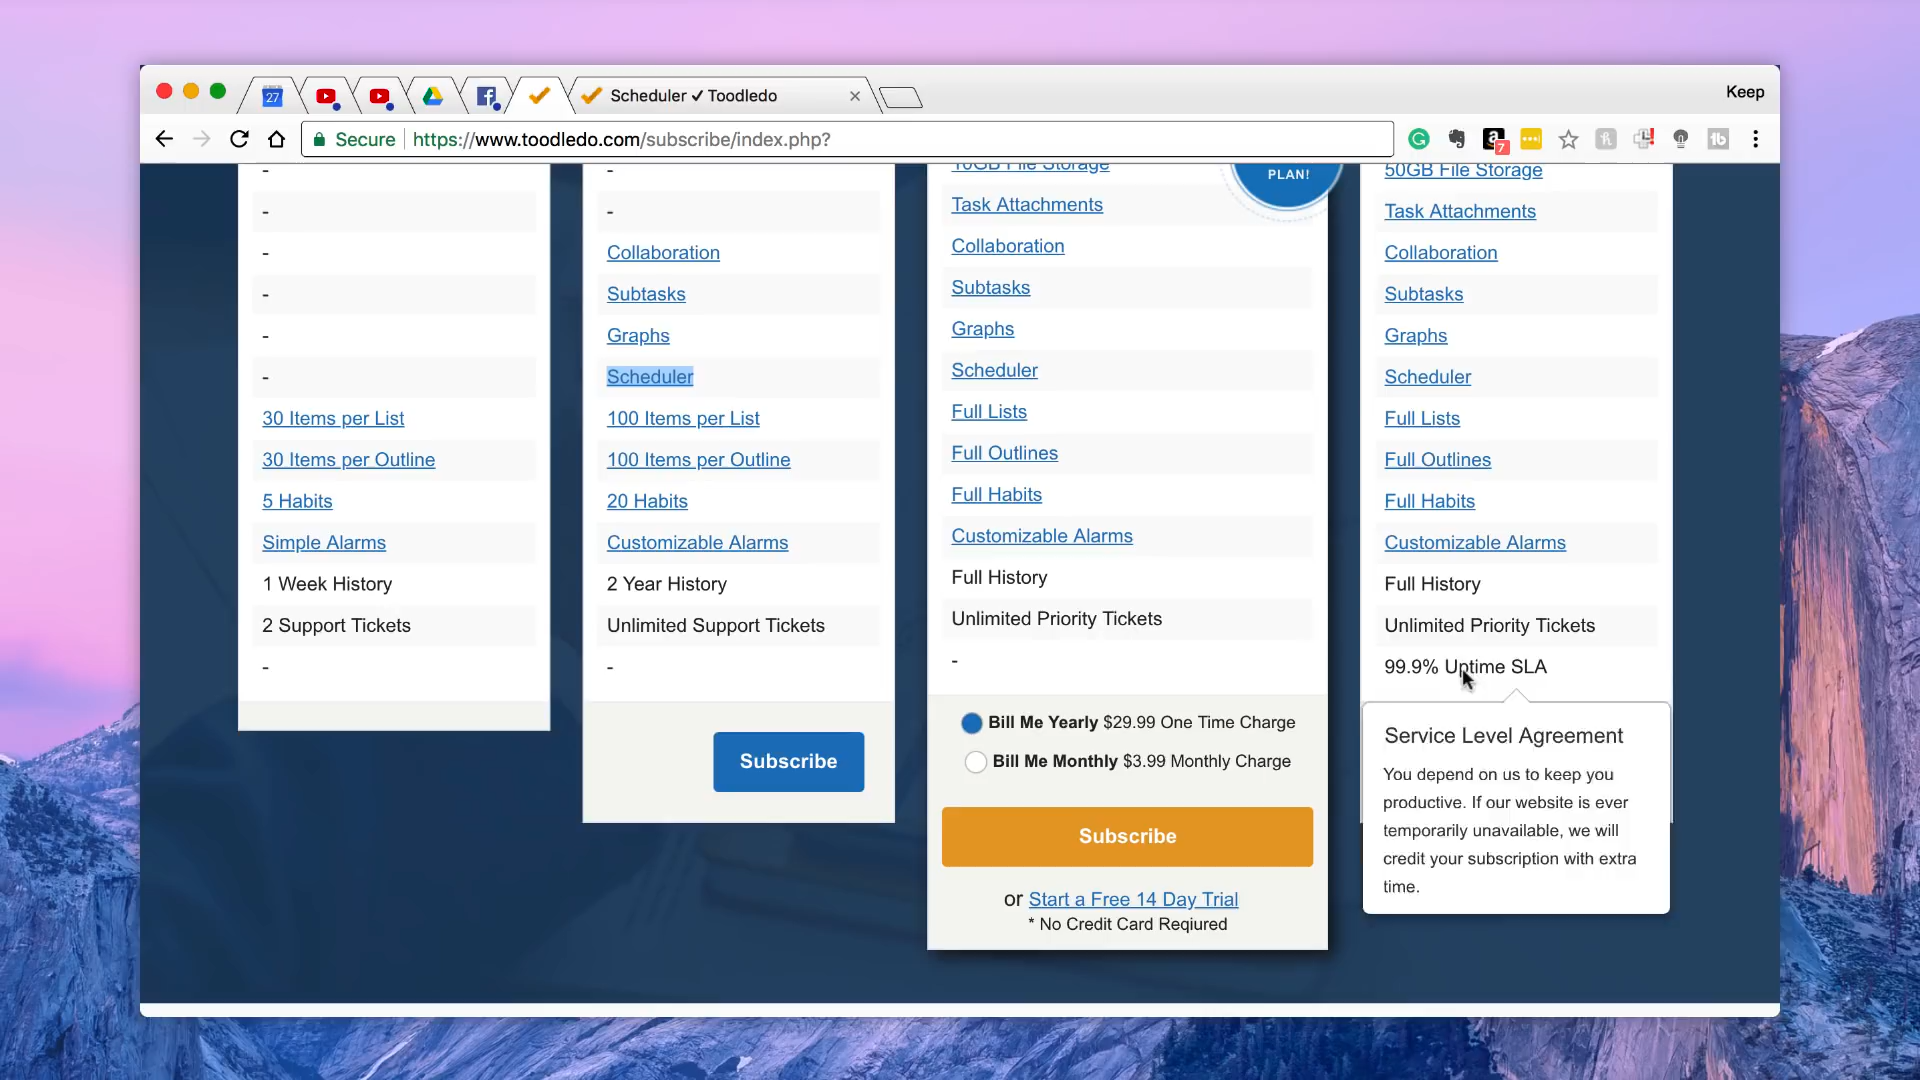 27
Scheduler ✓ Toodledo
Keep
Secure
https://www.toodledo.com/subscribe/index.php?
7
-
-
-
-
-
-
30 Items per List
30 Items per Outline
5 Habits
Simple Alarms
1 Week History
2 Support Tickets
-
-
-
Collaboration
Subtasks
Graphs
Scheduler
100 Items per List
100 Items per Outline
20 Habits
Customizable Alarms
2 Year History
Unlimited Support Tickets
-
Subscribe
10GB File Storage
PLAN!
Task Attachments
Collaboration
Subtasks
Graphs
Scheduler
Full Lists
Full Outlines
Full Habits
Customizable Alarms
Full History
Unlimited Priority Tickets
-
Bill Me Yearly $29.99 One Time Charge
Bill Me Monthly $3.99 Monthly Charge
Subscribe
or Start a Free 14 Day Trial
* No Credit Card Reqiured
50GB File Storage
Task Attachments
Collaboration
Subtasks
Graphs
Scheduler
Full Lists
Full Outlines
Full Habits
Customizable Alarms
Full History
Unlimited Priority Tickets
99.9% Uptime SLA
Service Level Agreement
You depend on us to keep you
productive. If our website is ever
temporarily unavailable, we will
credit your subscription with extra
time.